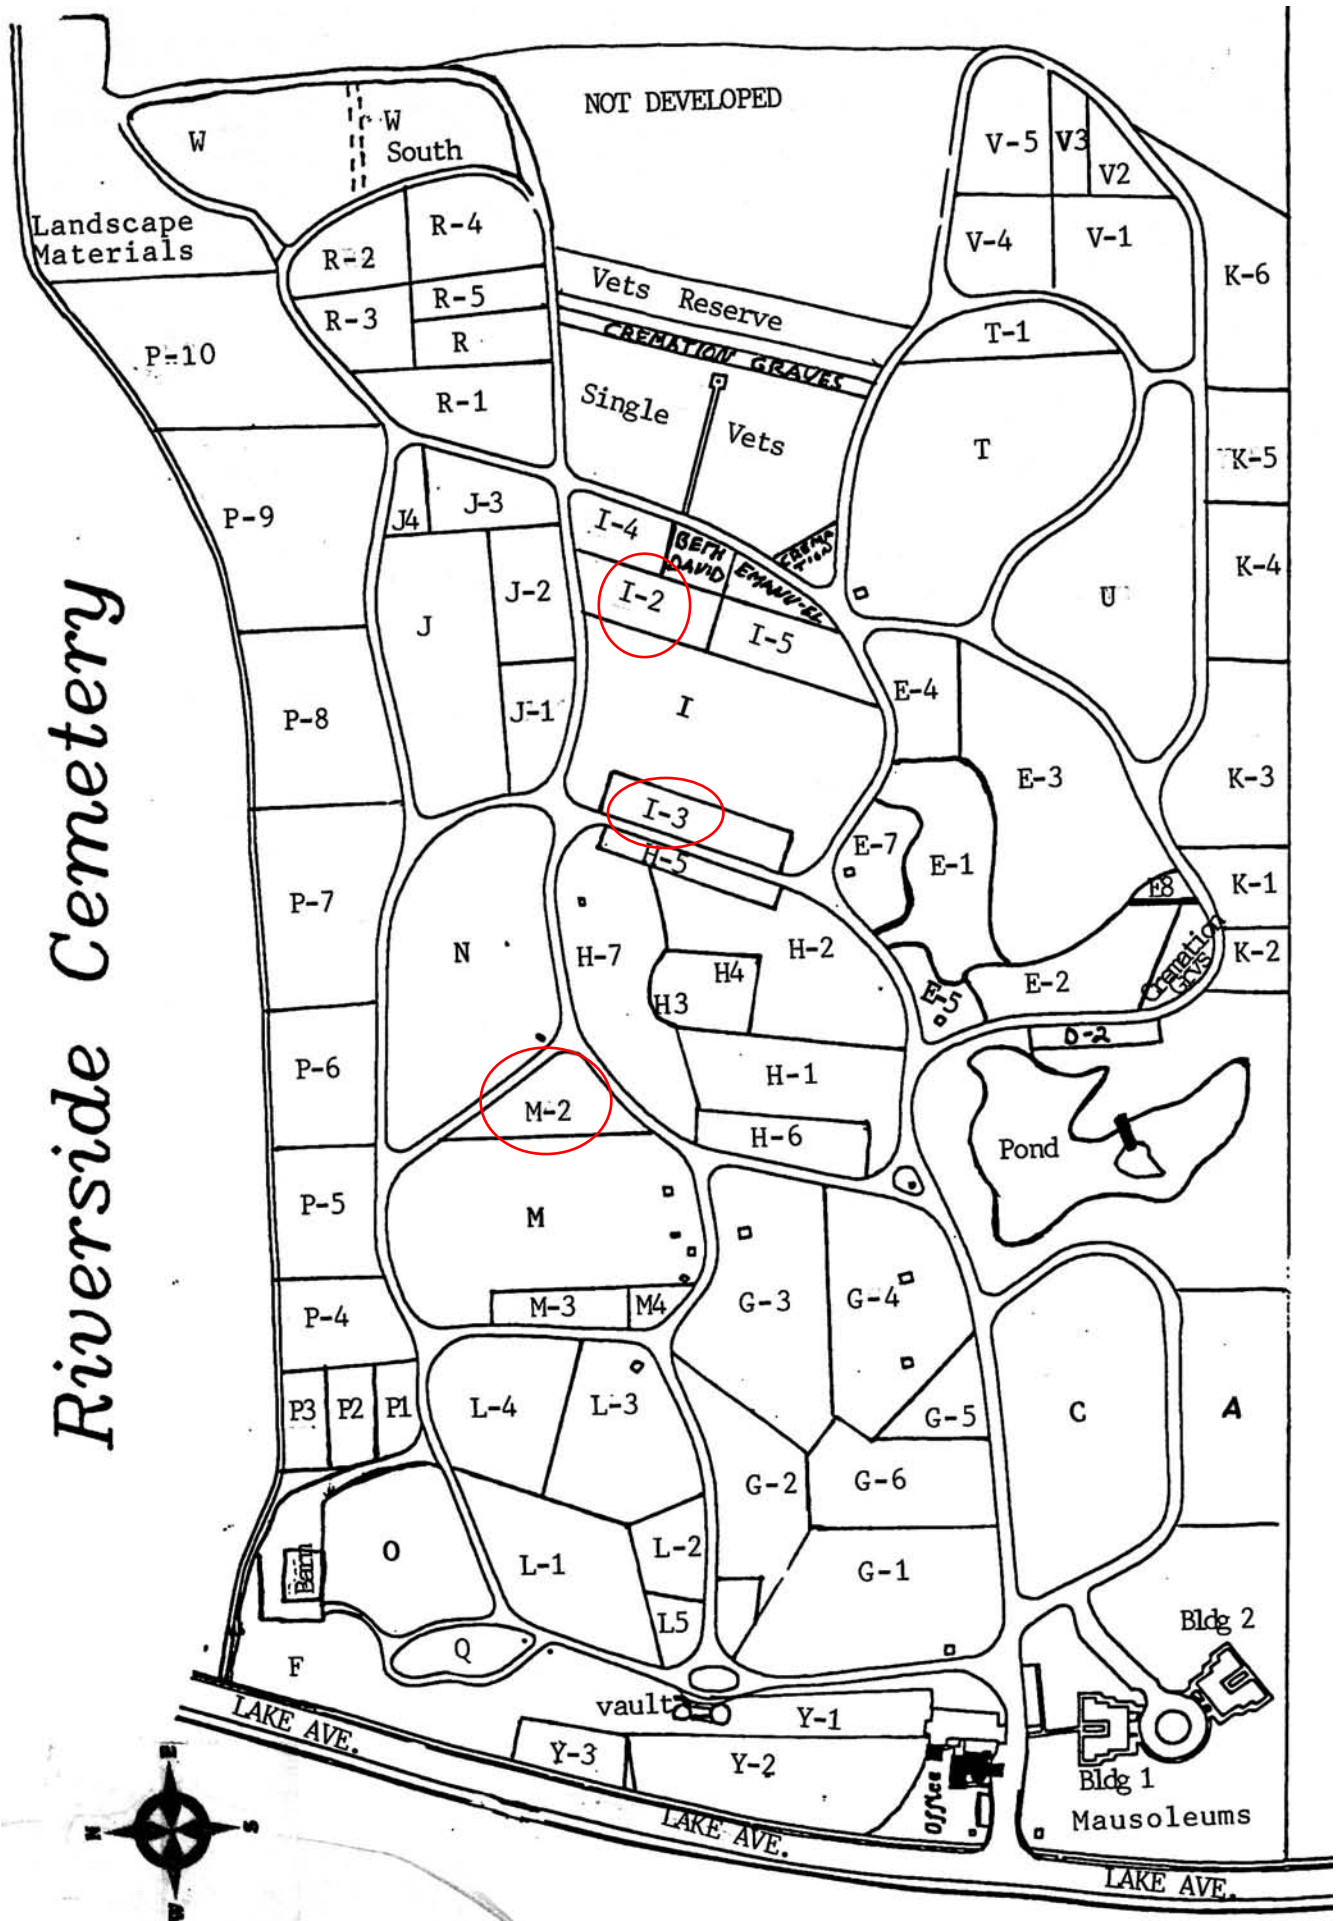 NOT DEVELOPED
W
W
South
V-5
V3
V2
Landscape
Materials
R-2
R-4
V-4
V-1
K-6
R-3
R-5
R
Vets Reserve
CREMATION GRAVES
T-1
P-10
R-1
Single
Vets
T
K-5
P-9
J4
J-3
I-4
BETH
DAVID
EMANU-EL
CREMA
TION
K-4
J
J-2
I-2
I-5
U
P-8
J-1
I
E-4
E-3
K-3
I-3
H-5
E-7
E-1
E8
K-1
P-7
N
H-7
H4
H3
H-2
E-5
E-2
Cremation
Grvs
K-2
D-2
P-6
M-2
H-1
H-6
Pond
P-5
M
P-4
M-3
M4
G-3
G-4
P3
P2
P1
L-4
L-3
G-5
C
A
G-2
G-6
Barn
O
L-1
L-2
G-1
L5
Bldg 2
F
Q
vault
Y-1
Y-3
Y-2
Office
Bldg 1
Mausoleums
LAKE AVE.
LAKE AVE.
LAKE AVE.
Riverside Cemetery
E
N
S
W